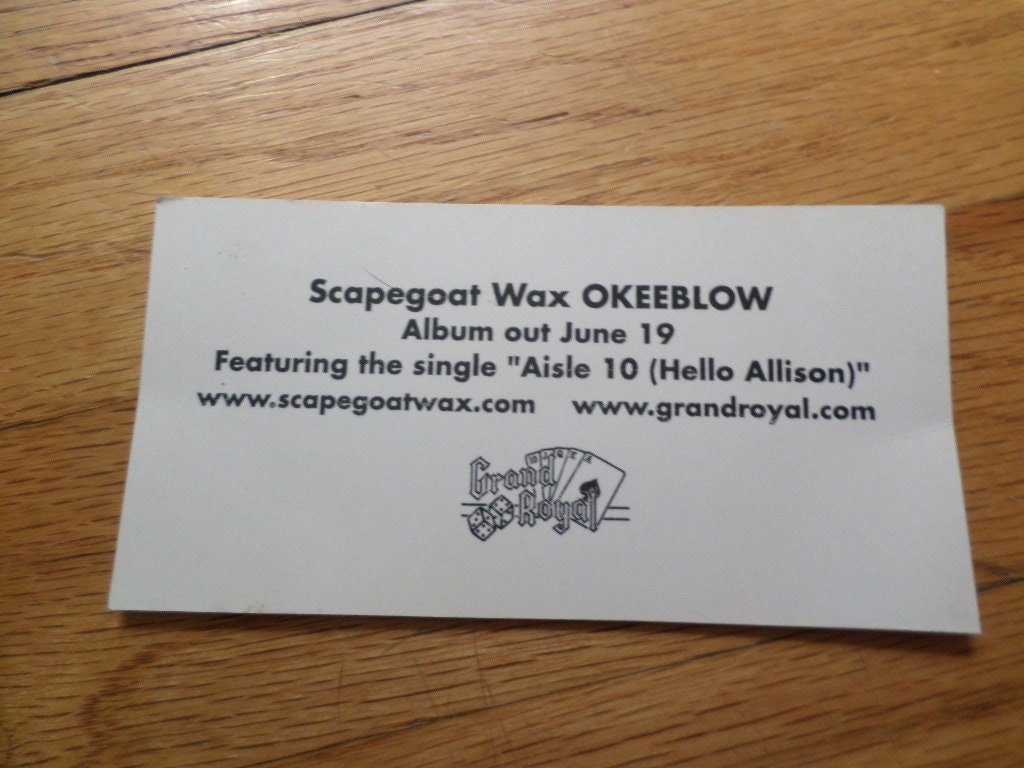 Scapegoat Wax OKEEBLOW
Album out June 19
Featuring the single "Aisle 10 (Hello Allison)"
www.scapegoatwax.com www.grandroyal.com
Grand
Royal